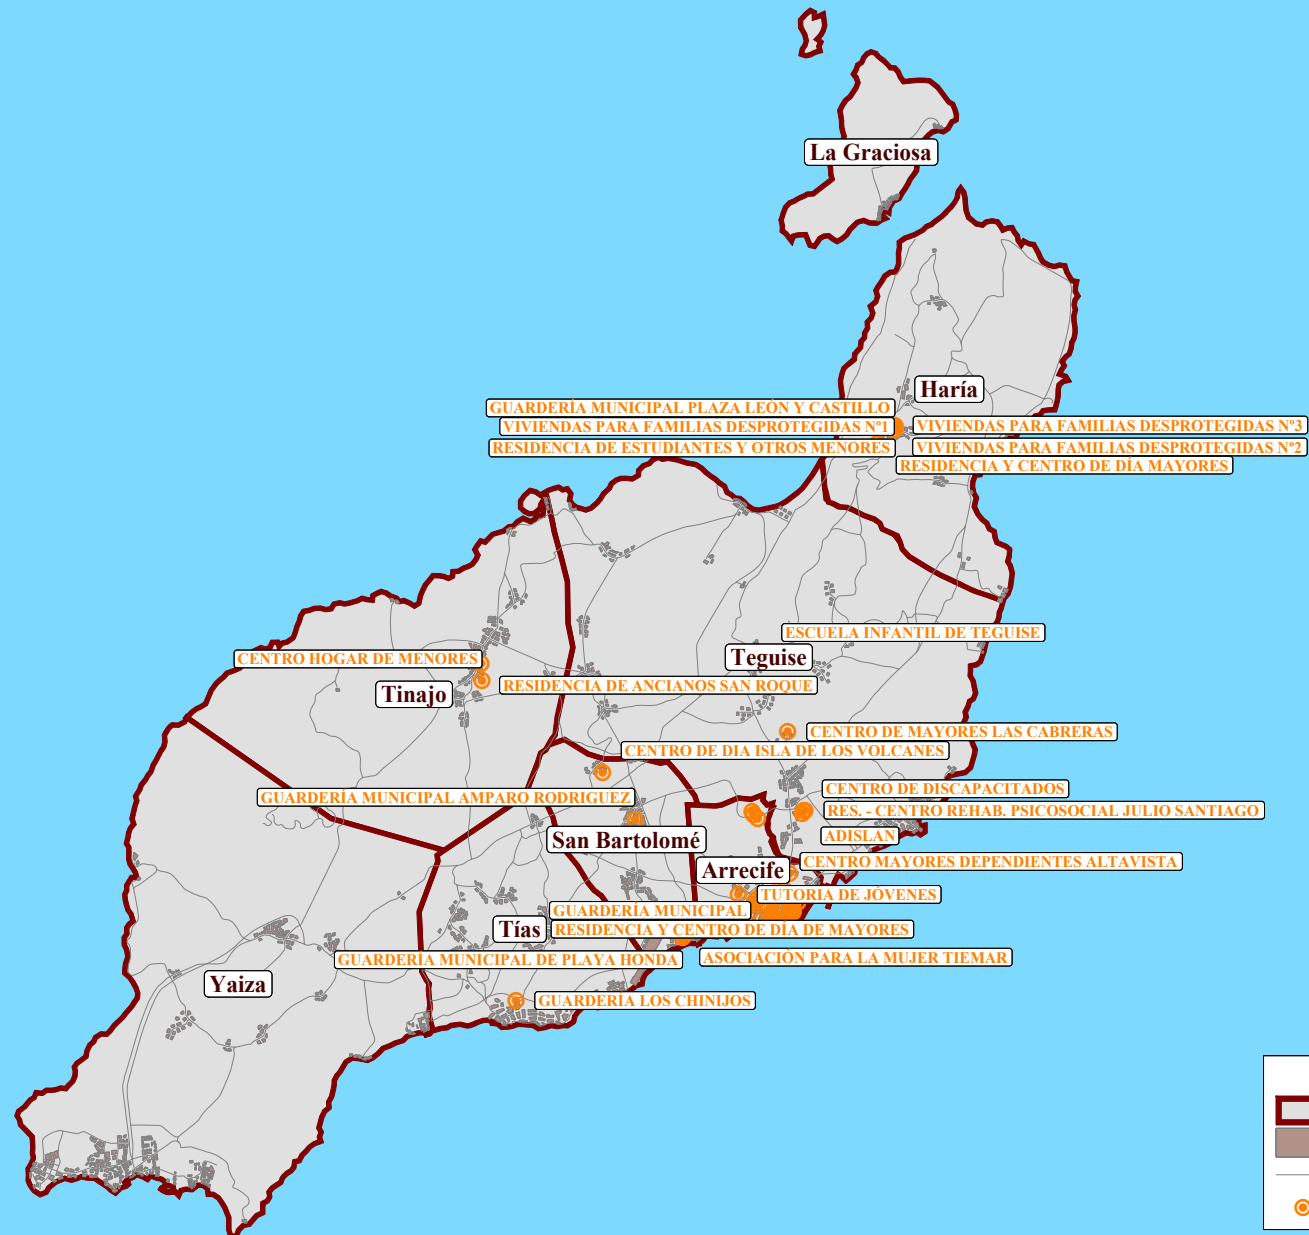 La Graciosa
Haría
GUARDERÍA MUNICIPAL PLAZA LEÓN Y CASTILLO
VIVIENDAS PARA FAMILIAS DESPROTEGIDAS Nº1
VIVIENDAS PARA FAMILIAS DESPROTEGIDAS Nº3
RESIDENCIA DE ESTUDIANTES Y OTROS MENORES
VIVIENDAS PARA FAMILIAS DESPROTEGIDAS Nº2
RESIDENCIA Y CENTRO DE DÍA MAYORES
ESCUELA INFANTIL DE TEGUISE
Teguise
CENTRO HOGAR DE MENORES
RESIDENCIA DE ANCIANOS SAN ROQUE
Tinajo
CENTRO DE MAYORES LAS CABRERAS
CENTRO DE DIA ISLA DE LOS VOLCANES
CENTRO DE DISCAPACITADOS
GUARDERÍA MUNICIPAL AMPARO RODRIGUEZ
RES. - CENTRO REHAB. PSICOSOCIAL JULIO SANTIAGO
ADISLAN
San Bartolomé
CENTRO MAYORES DEPENDIENTES ALTAVISTA
Arrecife
TUTORIA DE JÓVENES
GUARDERÍA MUNICIPAL
Tías
RESIDENCIA Y CENTRO DE DÍA DE MAYORES
GUARDERÍA MUNICIPAL DE PLAYA HONDA
ASOCIACIÓN PARA LA MUJER TIEMAR
Yaiza
GUARDERÍA LOS CHINIJOS